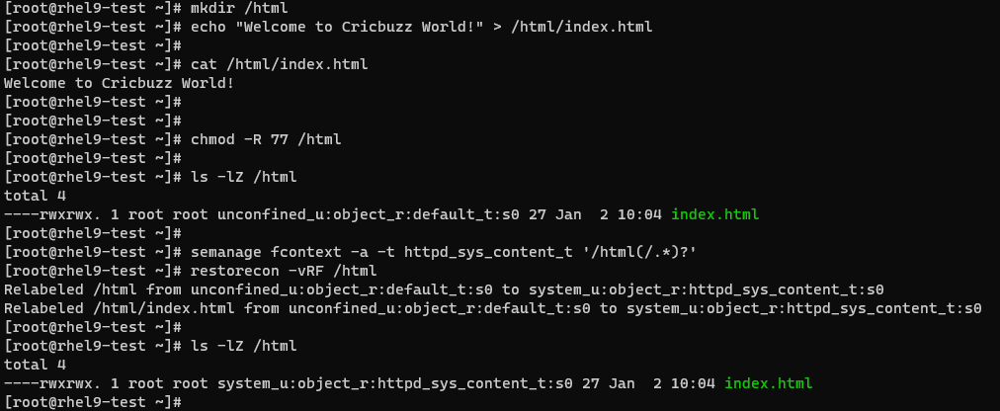 [root@rhel9-test ~]# mkdir /html
[root@rhel9-test ~]# echo "Welcome to Cricbuzz World!" > /html/index.html
[root@rhel9-test ~]#
[root@rhel9-test ~]# cat /html/index.html
Welcome to Cricbuzz World!
[root@rhel9-test ~]#
[root@rhel9-test ~]#
[root@rhel9-test ~]# chmod -R 77 /html
[root@rhel9-test ~]#
[root@rhel9-test ~]# ls -lZ /html
total 4
----rwxrwx. 1 root root unconfined_u:object_r:default_t:s0 27 Jan  2 10:04 index.html
[root@rhel9-test ~]#
[root@rhel9-test ~]# semanage fcontext -a -t httpd_sys_content_t '/html(/.*)?'
[root@rhel9-test ~]# restorecon -vRF /html
Relabeled /html from unconfined_u:object_r:default_t:s0 to system_u:object_r:httpd_sys_content_t:s0
Relabeled /html/index.html from unconfined_u:object_r:default_t:s0 to system_u:object_r:httpd_sys_content_t:s0
[root@rhel9-test ~]#
[root@rhel9-test ~]# ls -lZ /html
total 4
----rwxrwx. 1 root root system_u:object_r:httpd_sys_content_t:s0 27 Jan  2 10:04 index.html
[root@rhel9-test ~]#